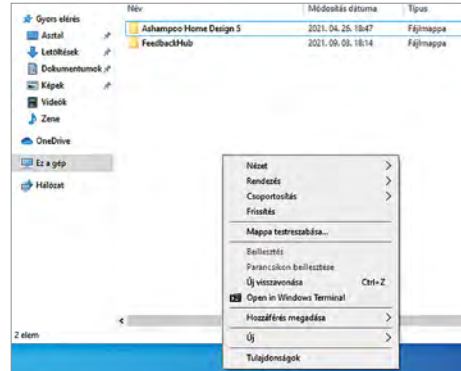 Név Módosítás dátuma Típus
Gyors elérés
Asztal
Letöltések
Dokumentumok
Képek
Videók
Zene
OneDrive
Ez a gép
Hálózat
Ashampoo Home Design 5 2021. 04. 26. 18:47 Fájlmappa
FeedbackHub 2021. 09. 03. 18:14 Fájlmappa
Nézet
Rendezés
Csoportosítás
Frissítés
Mappa testreszabása...
Beillesztés
Parancsikon beillesztése
Új visszavonása Ctrl+Z
Open in Windows Terminal
Hozzáférés megadása
Új
Tulajdonságok
2 elem